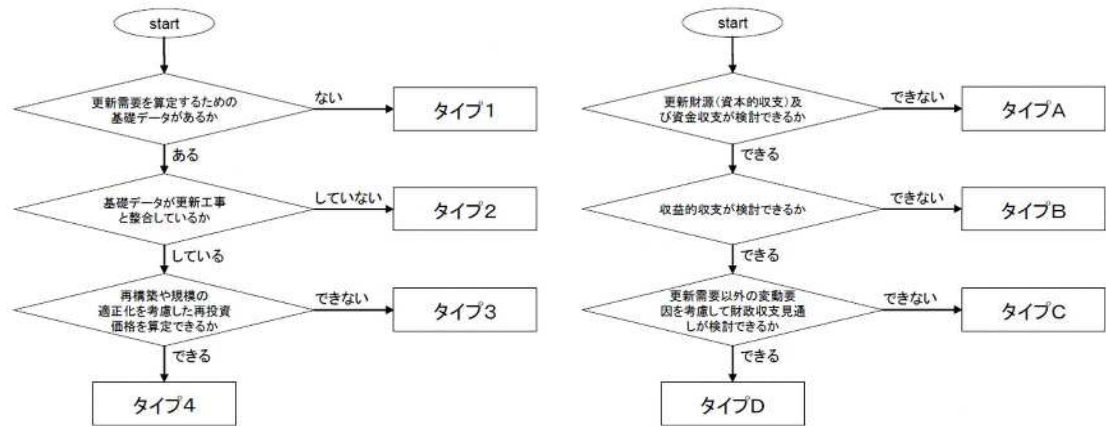 start
更新需要を算定するための
基礎データがあるか
ない
タイプ1
ある
基礎データが更新工事
と整合しているか
していない
タイプ2
している
再構築や規模の
適正化を考慮した再投資
価格を算定できるか
できない
タイプ3
できる
タイプ4
start
更新財源(資本的収支)及
び資金収支が検討できるか
できない
タイプA
できる
収益的収支が検討できるか
できない
タイプB
できる
更新需要以外の変動要
因を考慮して財政収支見通
しが検討できるか
できない
タイプC
できる
タイプD